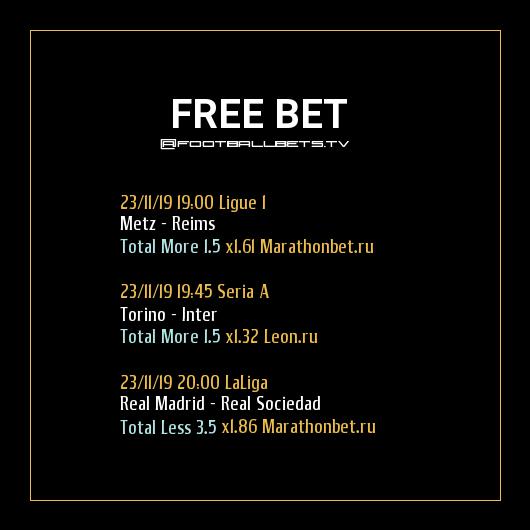 FREE BET
@FOOTBALLBETS.TV
23/11/19 19:00 Ligue 1
Metz - Reims
Total More 1.5 x1.61 Marathonbet.ru
23/11/19 19:45 Seria A
Torino - Inter
Total More 1.5 x1.32 Leon.ru
23/11/19 20:00 LaLiga
Real Madrid - Real Sociedad
Total Less 3.5 x1.86 Marathonbet.ru